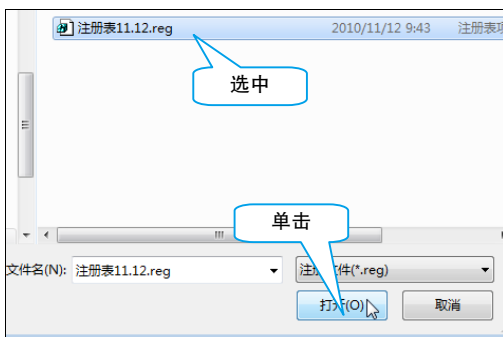 注册表11.12.reg 2010/11/12 9:43 注册表项
选中
单击
文件名(N): 注册表11.12.reg 注册文件(*.reg)
打开(O) 取消